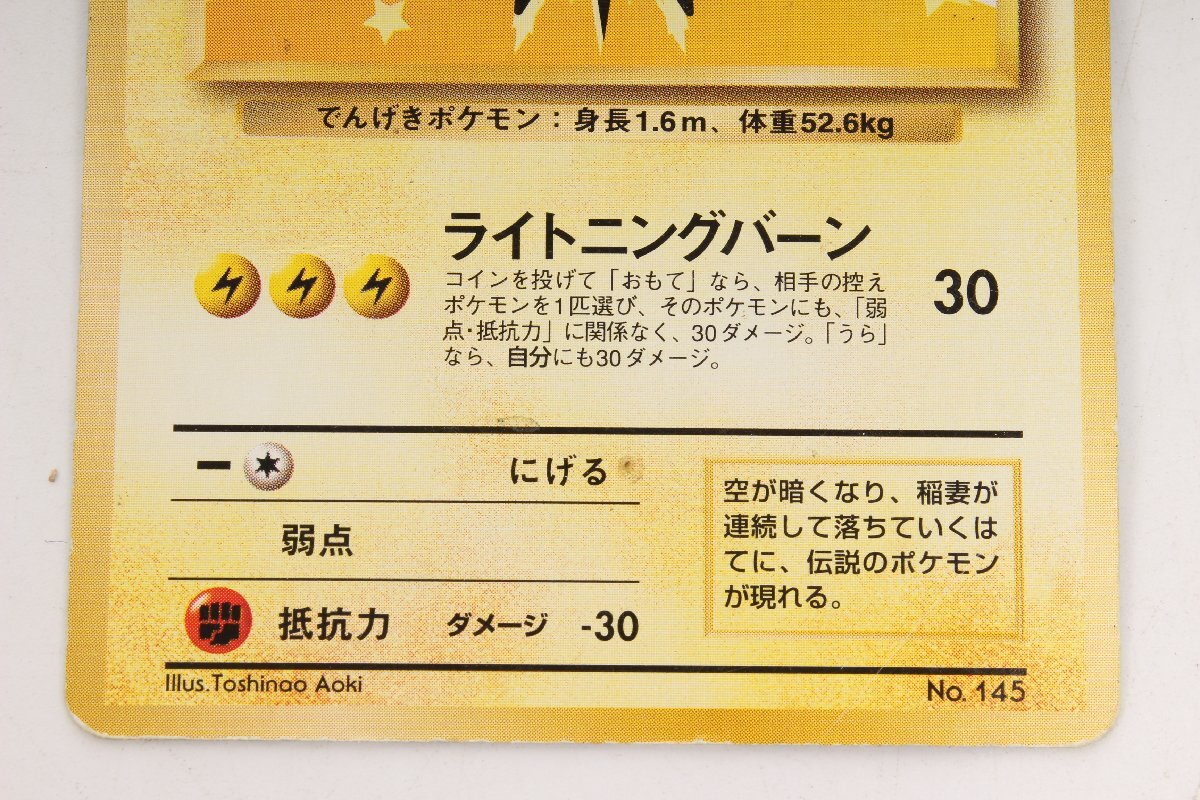 でんげきポケモン：身長1.6m、体重52.6kg
ライトニングバーン
コインを投げて「おもて」なら、相手の控え
ポケモンを1匹選び、そのポケモンにも、「弱
点・抵抗力」に関係なく、30ダメージ。「うら」
なら、自分にも30ダメージ。
30
にげる
弱点
抵抗力 ダメージ -30
空が暗くなり、稲妻が
連続して落ちていくは
てに、伝説のポケモン
が現れる。
Illus.Toshinao Aoki
No. 145